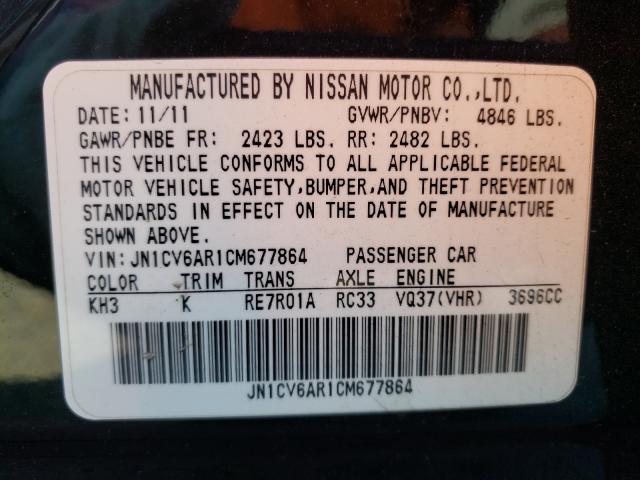 MANUFACTURED BY NISSAN MOTOR CO.,LTD.
DATE: 11/11 GVWR/PNBV: 4846 LBS.
GAWR/PNBE FR: 2423 LBS. RR: 2482 LBS.
THIS VEHICLE CONFORMS TO ALL APPLICABLE FEDERAL
MOTOR VEHICLE SAFETY,BUMPER,AND THEFT PREVENTION
STANDARDS IN EFFECT ON THE DATE OF MANUFACTURE
SHOWN ABOVE.
VIN:JN1CV6AR1CM677864 PASSENGER CAR
COLOR TRIM TRANS AXLE ENGINE
KH3 K RE7R01A RC33 VQ37(VHR) 3696CC
JN1CV6AR1CM677864